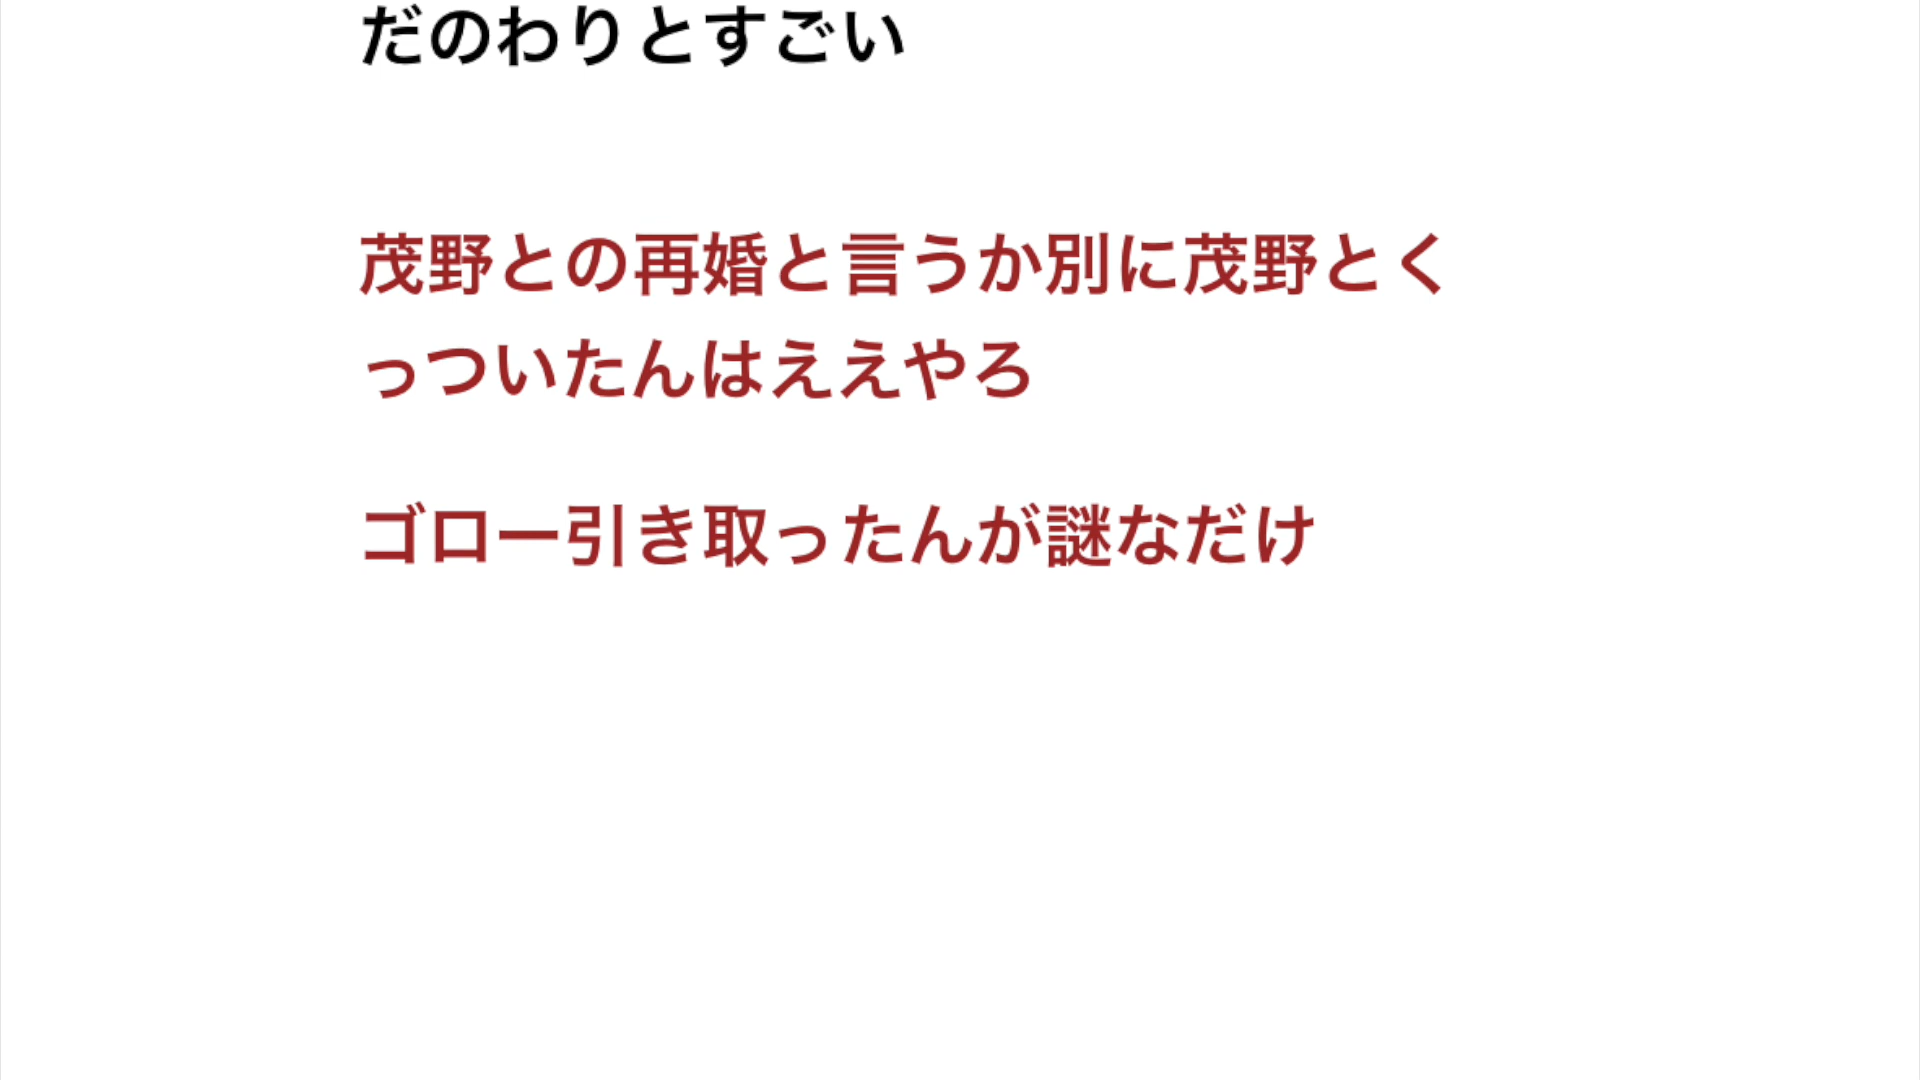 だのわりとすごい
茂野との再婚と言うか別に茂野とく
っついたんはええやろ
ゴロー引き取ったんが謎なだけ